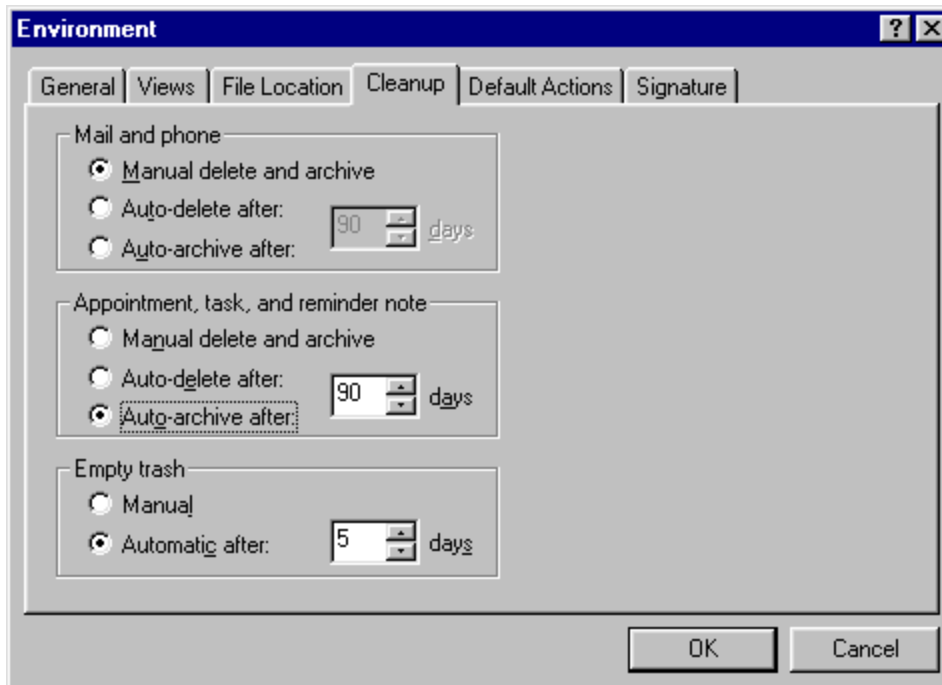 Environment
General Views File Location Cleanup Default Actions Signature
Mail and phone
Manual delete and archive
Auto-delete after:
90 days
Auto-archive after:
Appointment, task, and reminder note
Manual delete and archive
Auto-delete after:
90 days
Auto-archive after:
Empty trash
Manual
Automatic after: 5 days
OK Cancel